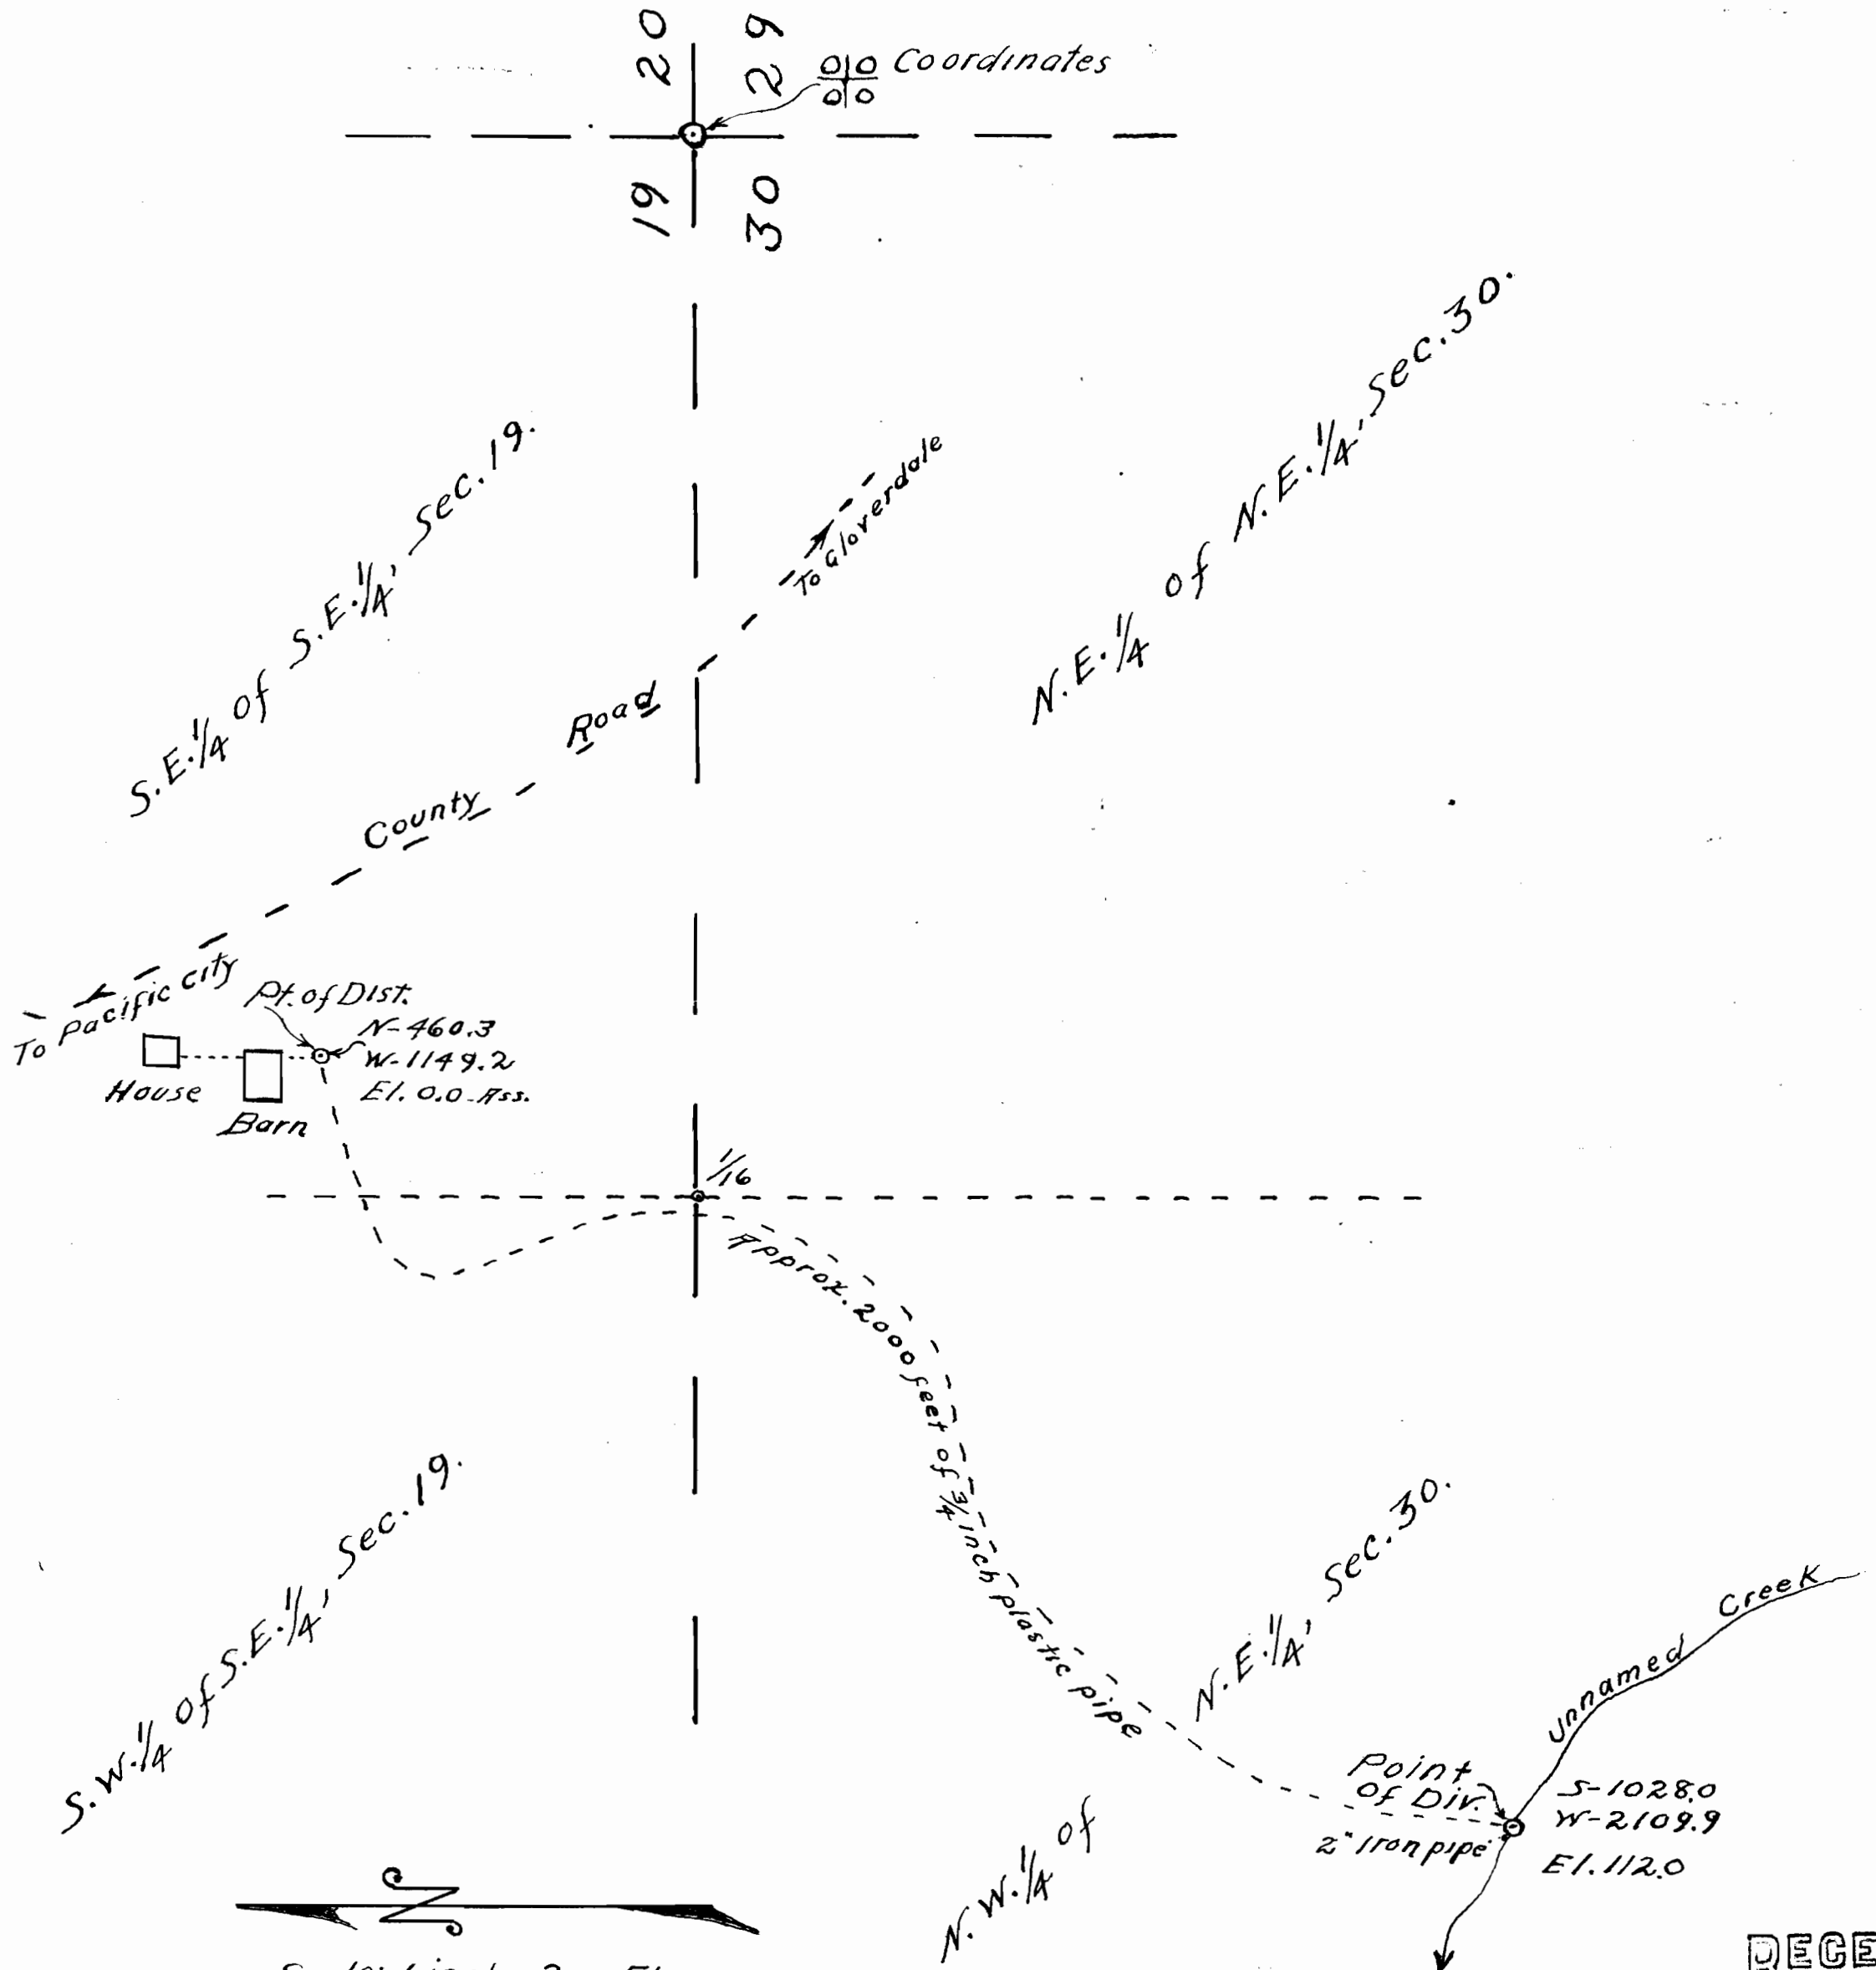 20
29
0 0
0 0
Coordinates
19
30
S.E.1/4 of S.E.1/4, Sec. 19.
N.E.1/4 of N.E.1/4, Sec. 30.
To Cloverdale
County Road
To Pacific City
Pt. of Dist.
N-460.3
W-1149.2
El. 0.0-Ass.
House
Barn
1/16
Approx. 2000 feet of 3/4 inch plastic pipe
S.W.1/4 of S.E.1/4, Sec. 19.
N.W.1/4 of N.E.1/4, Sec. 30.
Unnamed Creek
Point
Of Div.
2" Iron pipe
S-1028.0
W-2109.9
El. 112.0
N